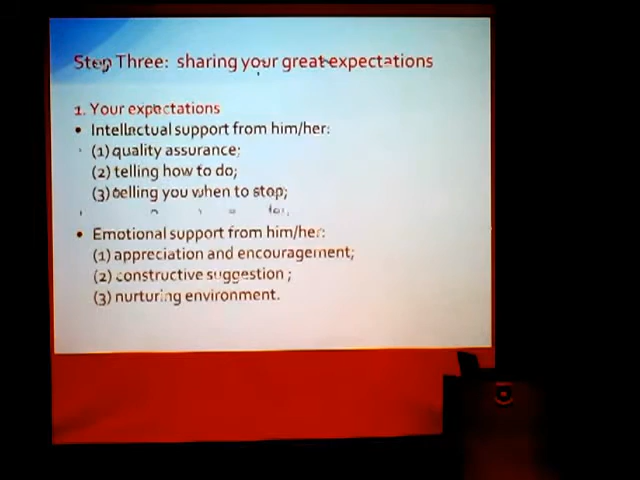 Step Three: sharing your great expectations
1. Your expectations
• Intellectual support from him/her:
(1) quality assurance;
(2) telling how to do;
(3) telling you when to stop;
• Emotional support from him/her:
(1) appreciation and encouragement;
(2) constructive suggestion ;
(3) nurturing environment.